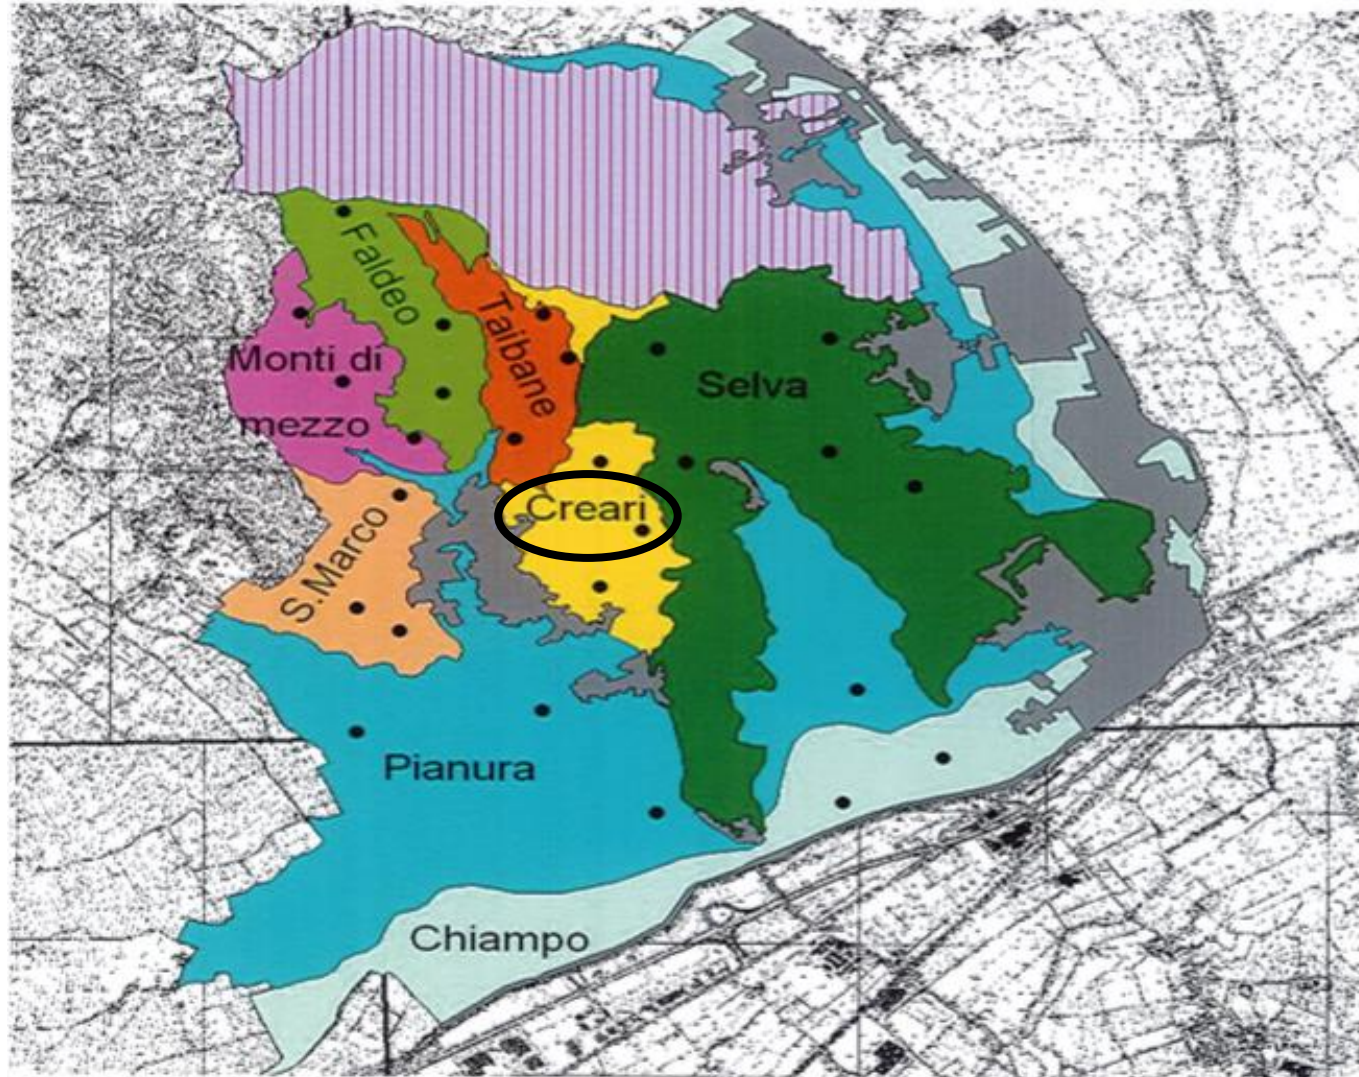 Faldeo
Taibane
Monti di
mezzo
Selva
Creari
S.Marco
Pianura
Chiampo